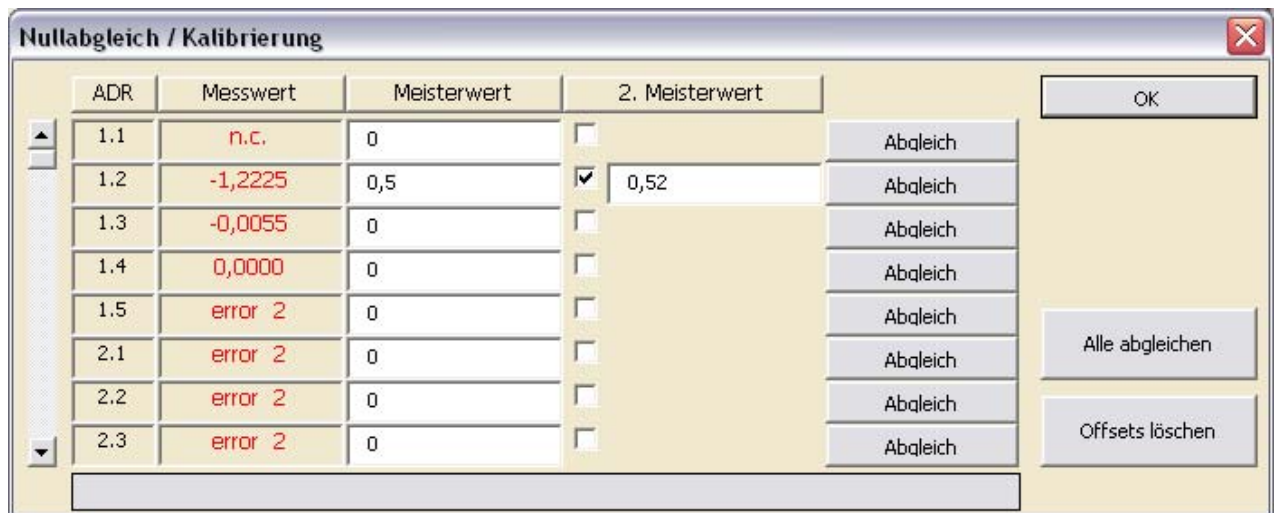 Nullabgleich / Kalibrierung
ADR Messwert Meisterwert 2. Meisterwert OK
1.1 n.c. 0 Abgleich
1.2 -1,2225 0,5 0,52 Abgleich
1.3 -0,0055 0 Abgleich
1.4 0,0000 0 Abgleich
1.5 error 2 0 Abgleich
2.1 error 2 0 Abgleich
Alle abgleichen
2.2 error 2 0 Abgleich
2.3 error 2 0 Abgleich
Offsets löschen